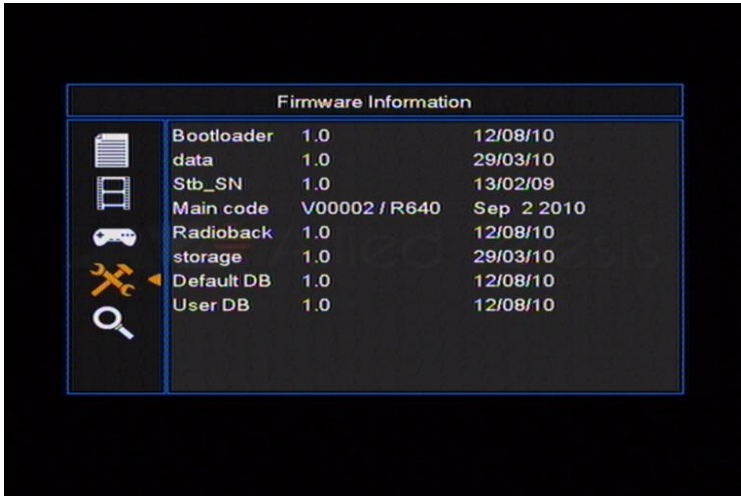 Firmware Information
Bootloader 1.0 12/08/10
data 1.0 29/03/10
Stb_SN 1.0 13/02/09
Main code V00002 / R640 Sep 2 2010
Radioback 1.0 12/08/10
storage 1.0 29/03/10
Default DB 1.0 12/08/10
User DB 1.0 12/08/10